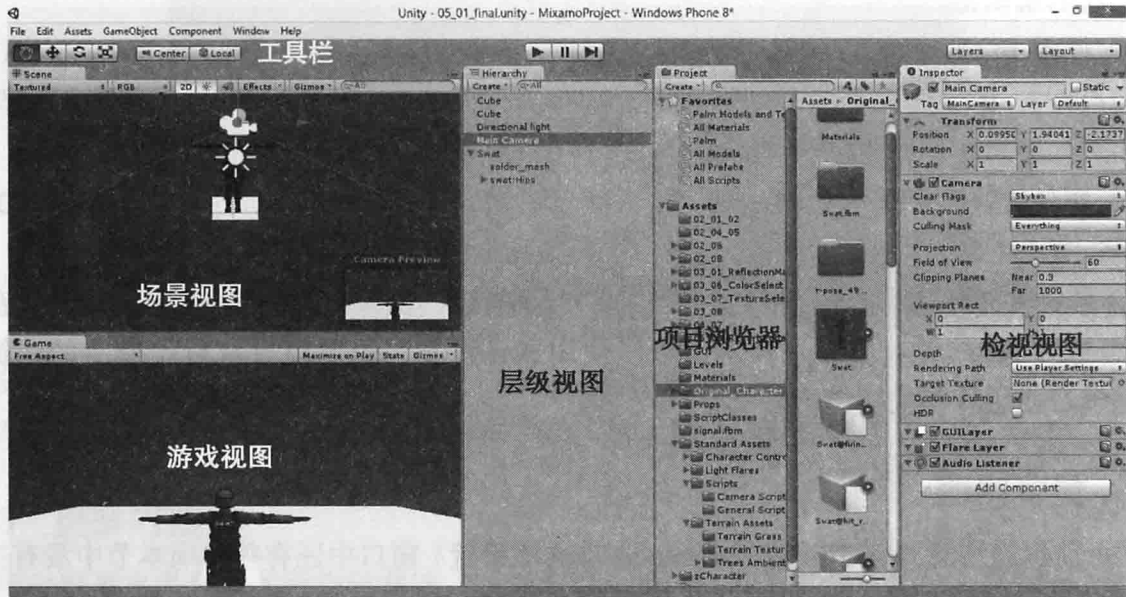 Unity - 05_01_final.unity - MixamoProject - Windows Phone 8*
File Edit Assets GameObject Component Window Help
Center Local 工具栏
Layers Layout
Scene
Textured RGB 2D Effects Gizmos All
场景视图
Camera Preview
Game
Free Aspect Maximize on Play Stats Gizmos
游戏视图
Hierarchy
Create All
Cube
Cube
Directional light
Main Camera
Swat
solder_mesh
swat:Hips
层级视图
Project
Create
Favorites
Palm Models and Te
All Materials
Palm
All Models
All Prefabs
All Scripts
Assets
02_01_02
02_04_05
02_06
02_08
03_01_ReflectionMa
03_06_ColorSelect
03_07_TextureSele
03_08
GUI
Levels
Materials
Original_Character
Props
ScriptClasses
signal.fbm
Standard Assets
Character Contro
Light Flares
Scripts
Camera Script
General Script
Terrain Assets
Terrain Grass
Terrain Textur
Trees Ambient
zCharacter
项目浏览器
Assets Original_
Materials
Swat.fbm
t-pose_49...
Swat
Swat@hit_r...
Inspector
Main Camera Static
Tag MainCamera Layer Default
Transform
Position X 0.0995 Y 1.94041 Z -2.1737
Rotation X 0 Y 0 Z 0
Scale X 1 Y 1 Z 1
Camera
Clear Flags Skybox
Background
Culling Mask Everything
Projection Perspective
Field of View 60
Clipping Planes Near 0.3
Far 1000
Viewport Rect
X 0 Y 0
W 1
检视视图
Depth
Rendering Path Use Player Settings
Target Texture None (Render Textu
Occlusion Culling
HDR
GUILayer
Flare Layer
Audio Listener
Add Component